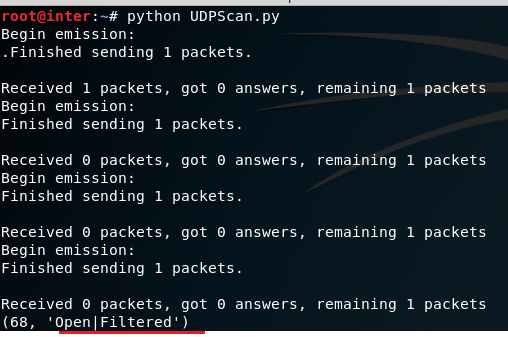 root@inter:~# python UDPScan.py
Begin emission:
.Finished sending 1 packets.
Received 1 packets, got 0 answers, remaining 1 packets
Begin emission:
Finished sending 1 packets.
Received 0 packets, got 0 answers, remaining 1 packets
Begin emission:
Finished sending 1 packets.
Received 0 packets, got 0 answers, remaining 1 packets
Begin emission:
Finished sending 1 packets.
Received 0 packets, got 0 answers, remaining 1 packets
(68, 'Open|Filtered')